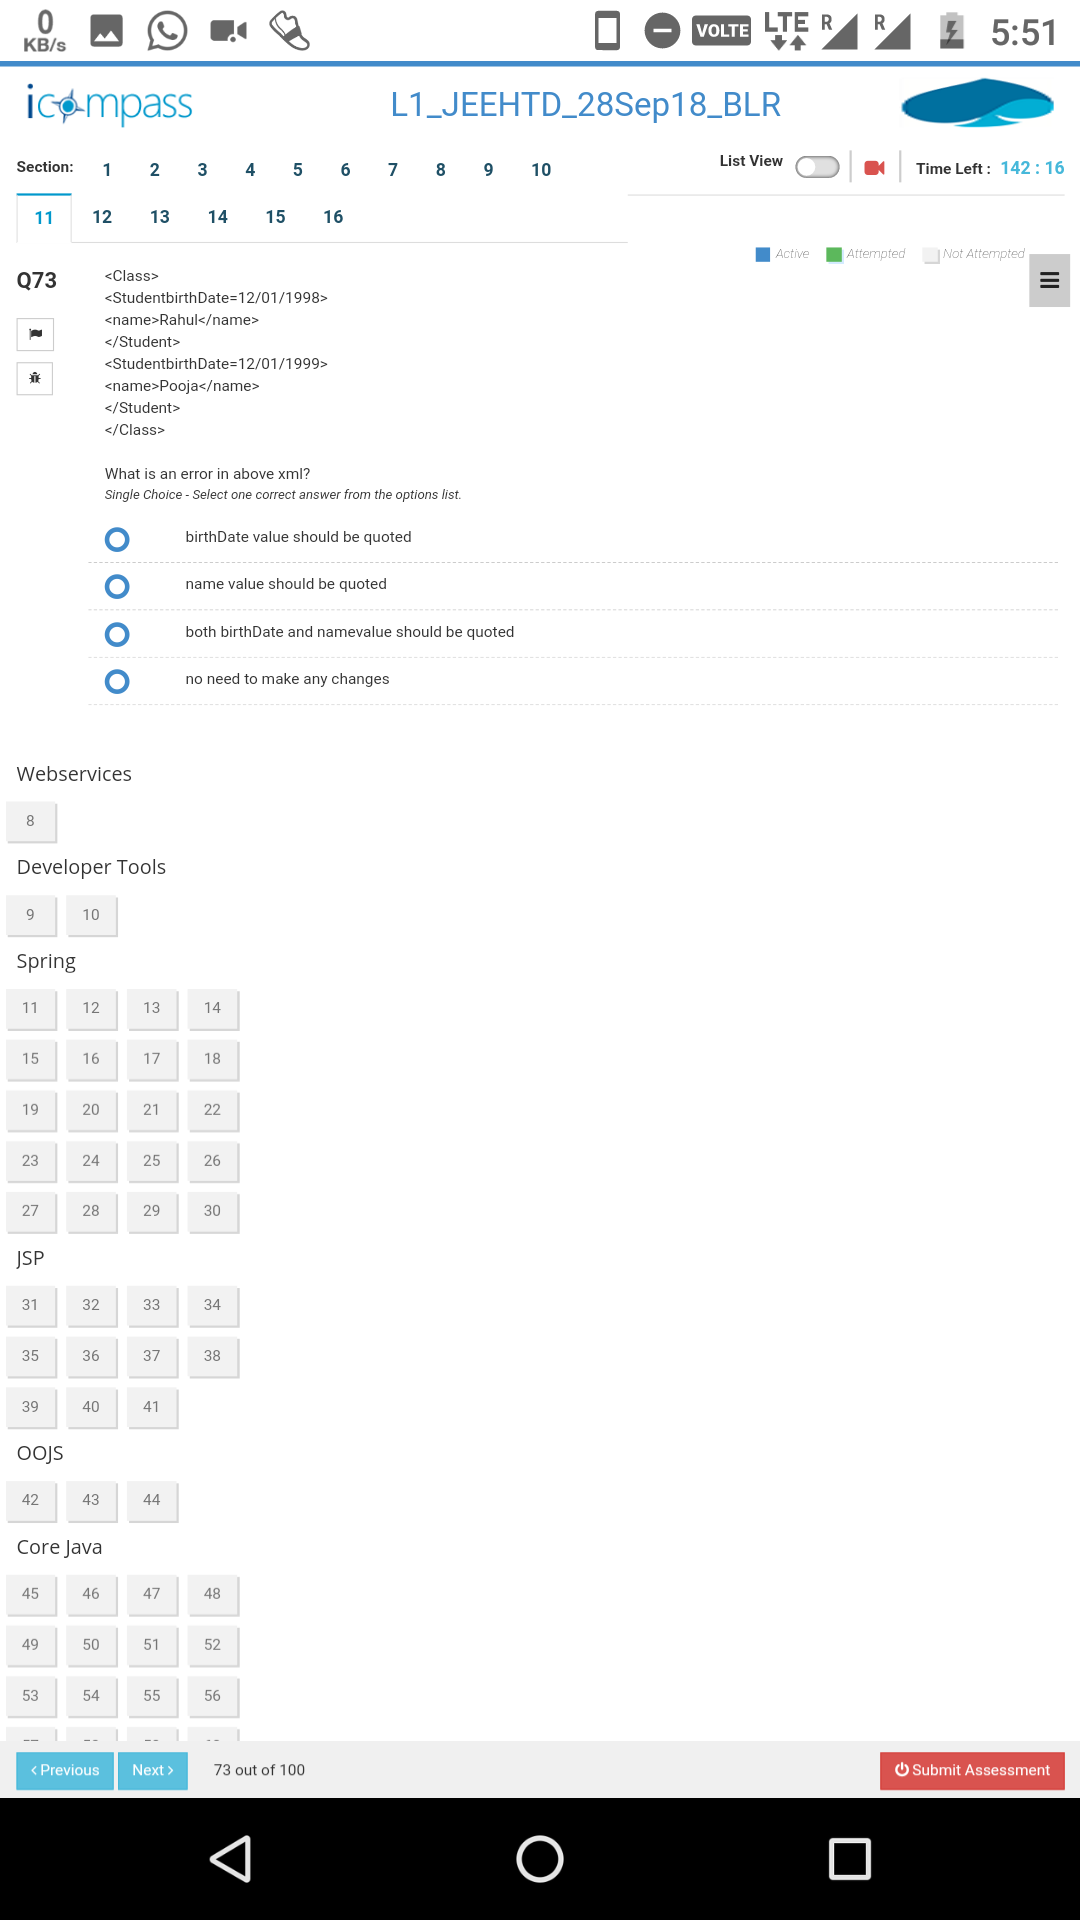 0
KB/s
VOLTE
LTE
R
R
5:51
icompass
L1_JEEHTD_28Sep18_BLR
Section: 1 2 3 4 5 6 7 8 9 10
List View
Time Left : 142 : 16
11 12 13 14 15 16
Active Attempted Not Attempted
Q73
<Class>
<StudentbirthDate=12/01/1998>
<name>Rahul</name>
</Student>
<StudentbirthDate=12/01/1999>
<name>Pooja</name>
</Student>
</Class>
What is an error in above xml?
Single Choice - Select one correct answer from the options list.
birthDate value should be quoted
name value should be quoted
both birthDate and namevalue should be quoted
no need to make any changes
Webservices
8
Developer Tools
9 10
Spring
11 12 13 14
15 16 17 18
19 20 21 22
23 24 25 26
27 28 29 30
JSP
31 32 33 34
35 36 37 38
39 40 41
OOJS
42 43 44
Core Java
45 46 47 48
49 50 51 52
53 54 55 56
Previous Next 73 out of 100 Submit Assessment